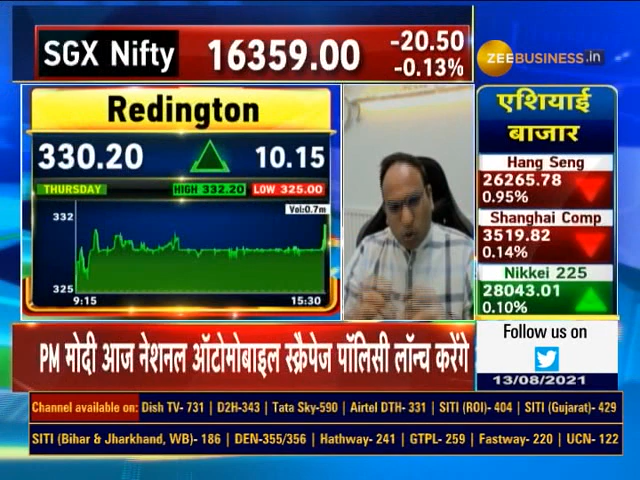 SGX Nifty 16359.00 -20.50
-0.13%
ZEEBUSINESS.in
Redington
330.20 10.15
THURSDAY HIGH 332.20 LOW 325.00
Vol:0.7m
332
325
9:15 15:30
एशियाई
बाजार
Hang Seng
26265.78
0.95%
Shanghai Comp
3519.82
0.14%
Nikkei 225
28043.01
0.10%
PM मोदी आज नेशनल ऑटोमोबाइल स्क्रैपेज पॉलिसी लॉन्च करेंगे
Follow us on
13/08/2021
Channel available on: Dish TV- 731 | D2H-343 | Tata Sky-590 | Airtel DTH- 331 | SITI (ROI)- 404 | SITI (Gujarat)- 429
SITI (Bihar & Jharkhand, WB)- 186 | DEN-355/356 | Hathway- 241 | GTPL- 259 | Fastway- 220 | UCN- 122